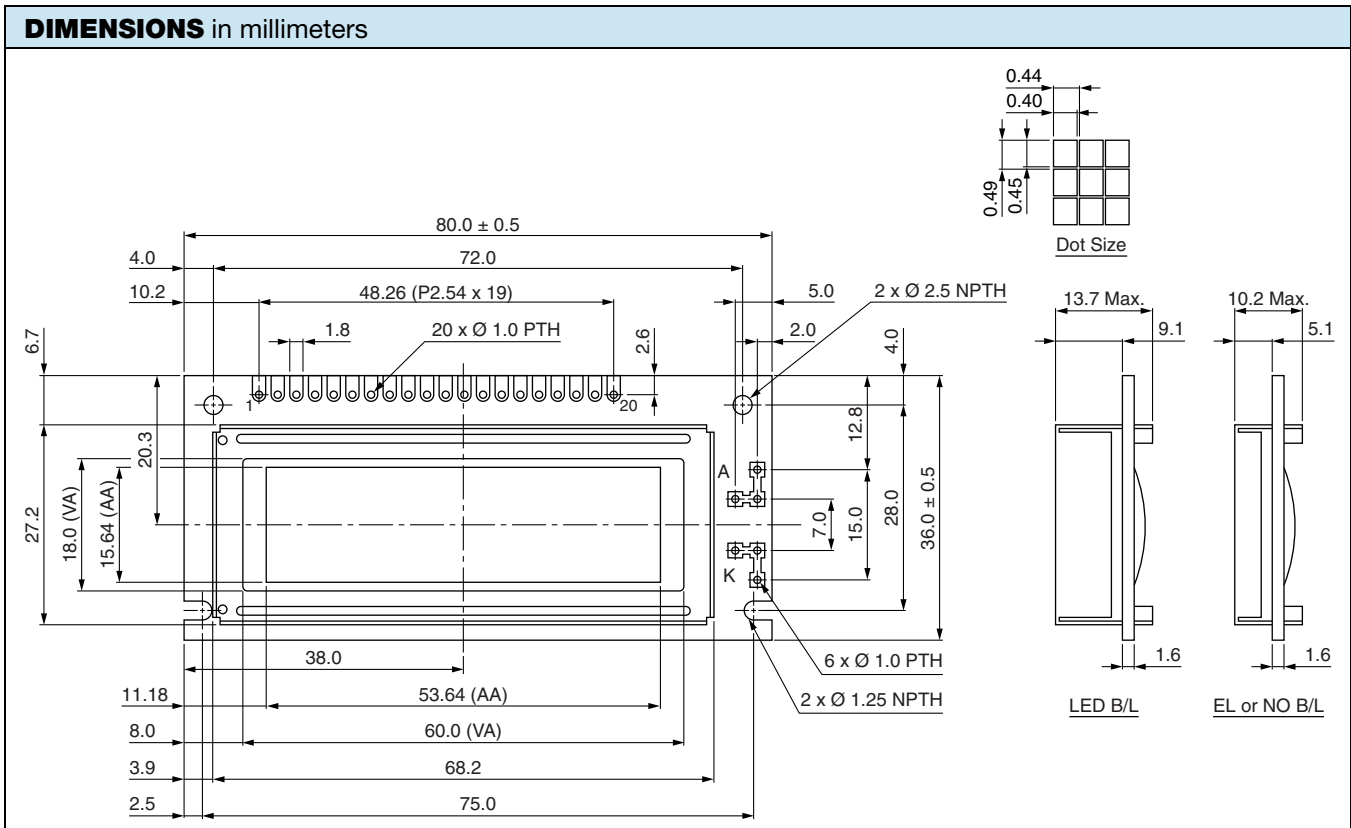 DIMENSIONS in millimeters
0.44
0.40
0.49
0.45
Dot Size
80.0 ± 0.5
4.0
72.0
10.2
48.26 (P2.54 x 19)
5.0
2 x Ø 2.5 NPTH
13.7 Max.
10.2 Max.
6.7
1.8
20 x Ø 1.0 PTH
2.6
2.0
4.0
9.1
5.1
1
20
20.3
12.8
A
27.2
18.0 (VA)
15.64 (AA)
7.0
15.0
28.0
36.0 ± 0.5
K
38.0
6 x Ø 1.0 PTH
1.6
1.6
11.18
53.64 (AA)
2 x Ø 1.25 NPTH
LED B/L
EL or NO B/L
8.0
60.0 (VA)
3.9
68.2
2.5
75.0